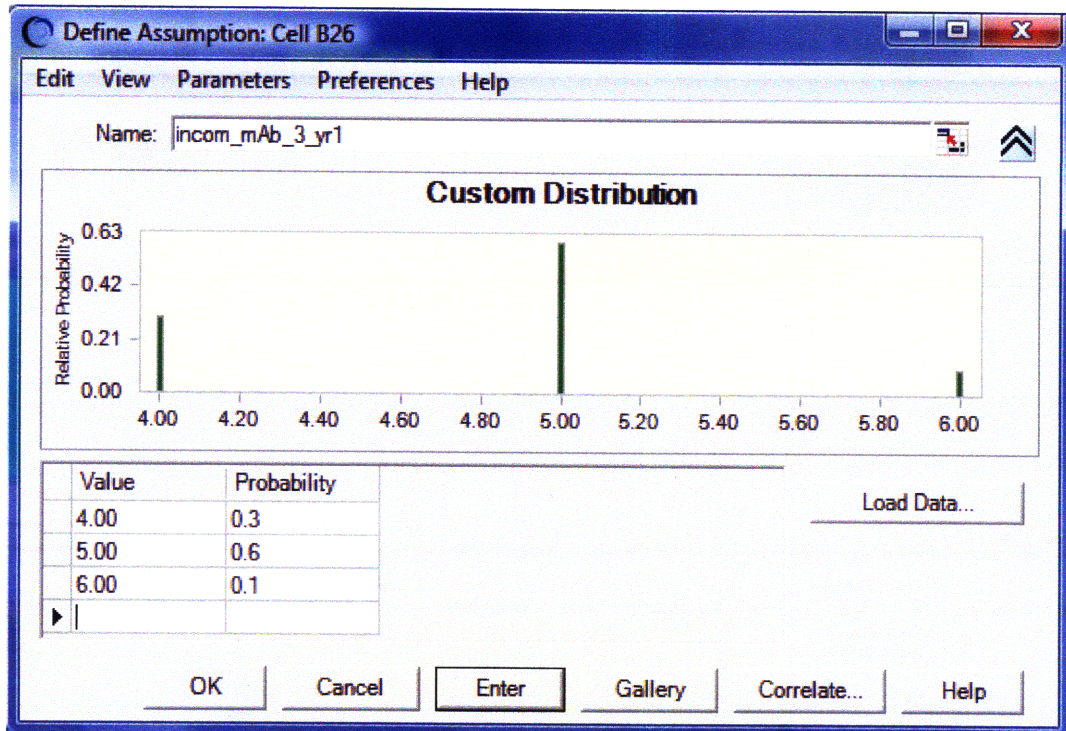 Define Assumption: Cell B26
Edit View Parameters Preferences Help
Name: incom_mAb_3_yr1
Custom Distribution
Relative Probability
0.63
0.42
0.21
0.00
4.00 4.20 4.40 4.60 4.80 5.00 5.20 5.40 5.60 5.80 6.00
Value Probability
4.00 0.3
5.00 0.6
6.00 0.1
Load Data...
OK Cancel Enter Gallery Correlate... Help